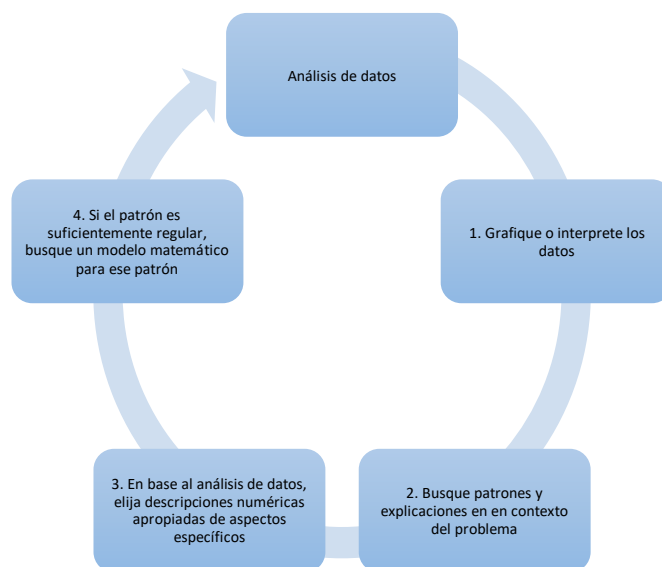 Análisis de datos
1. Grafique o interprete los
datos
2. Busque patrones y
explicaciones en en contexto
del problema
3. En base al análisis de datos,
elija descripciones numéricas
apropiadas de aspectos
específicos
4. Si el patrón es
suficientemente regular,
busque un modelo matemático
para ese patrón